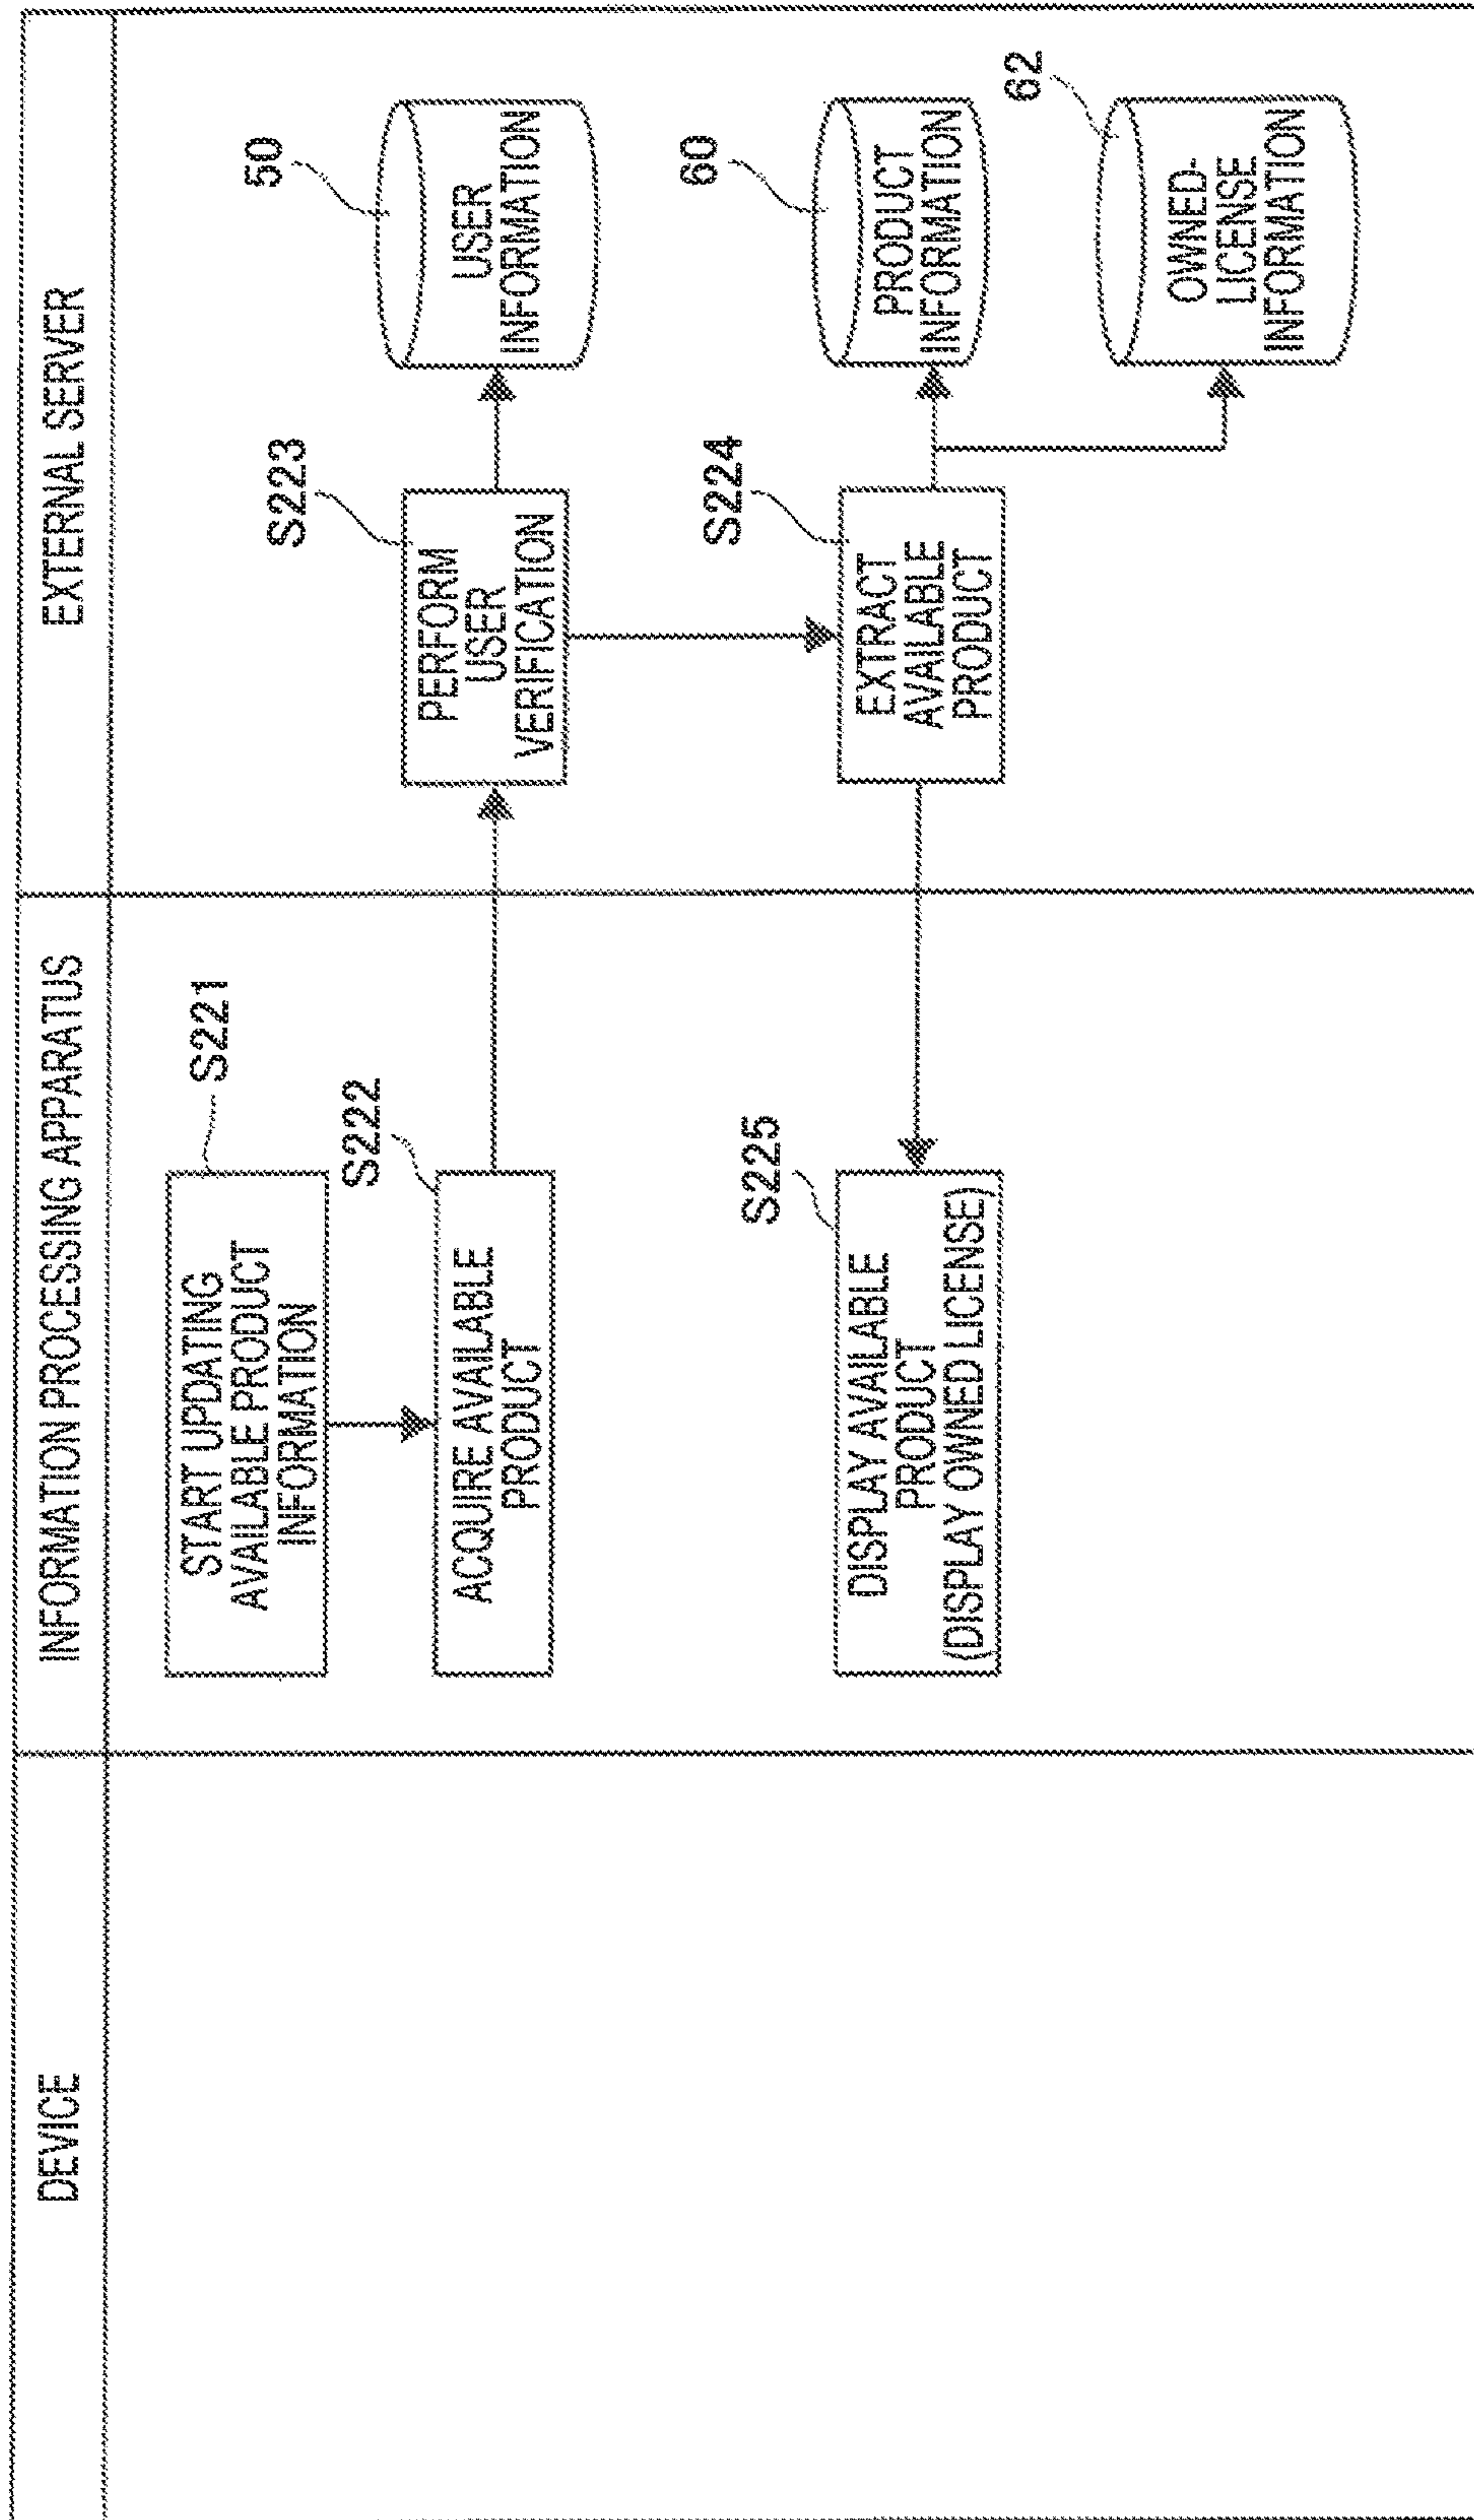 DEVICE
INFORMATION PROCESSING APPARATUS
EXTERNAL SERVER
S221
START UPDATING
AVAILABLE PRODUCT
INFORMATION
S222
ACQUIRE AVAILABLE
PRODUCT
S223
PERFORM
USER
VERIFICATION
50
USER
INFORMATION
S224
EXTRACT
AVAILABLE
PRODUCT
60
PRODUCT
INFORMATION
62
OWNED-
LICENSE
INFORMATION
S225
DISPLAY AVAILABLE
PRODUCT
(DISPLAY OWNED LICENSE)